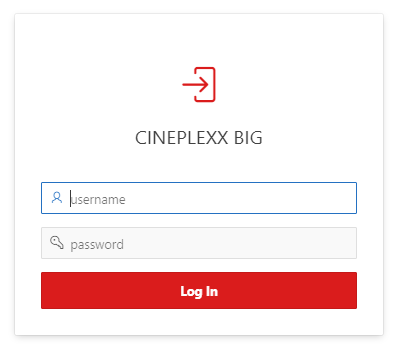 CINEPLEXX BIG
username
password
Log In